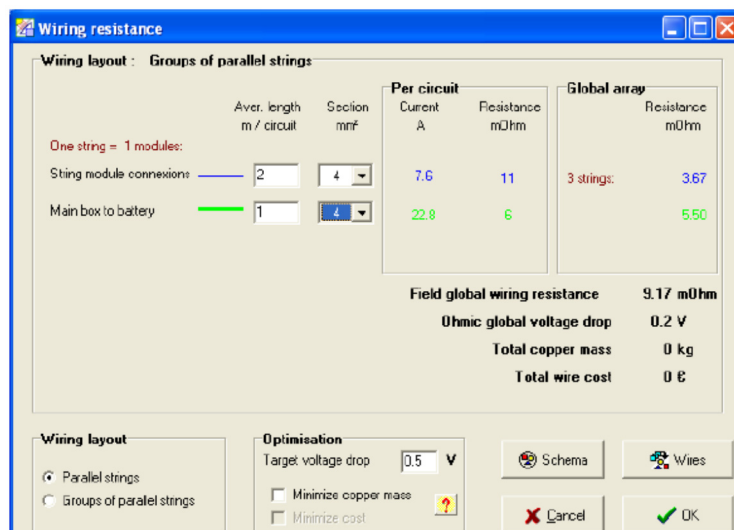 Wiring resistance
Wiring layout : Groups of parallel strings
Per circuit
Global array
Aver. length Section Current Resistance Resistance
m / circuit mm² A mOhm mOhm
One string = 1 modules:
String module connexions 2 4 7.6 11 3 strings: 3.67
Main box to battery 1 4 22.8 6 5.50
Field global wiring resistance 9.17 mOhm
Ohmic global voltage drop 0.2 V
Total copper mass 0 kg
Total wire cost 0 €
Wiring layout
Parallel strings
Groups of parallel strings
Optimisation
Target voltage drop 0.5 V
Minimize copper mass ?
Minimize cost
Schema
Wires
Cancel
OK